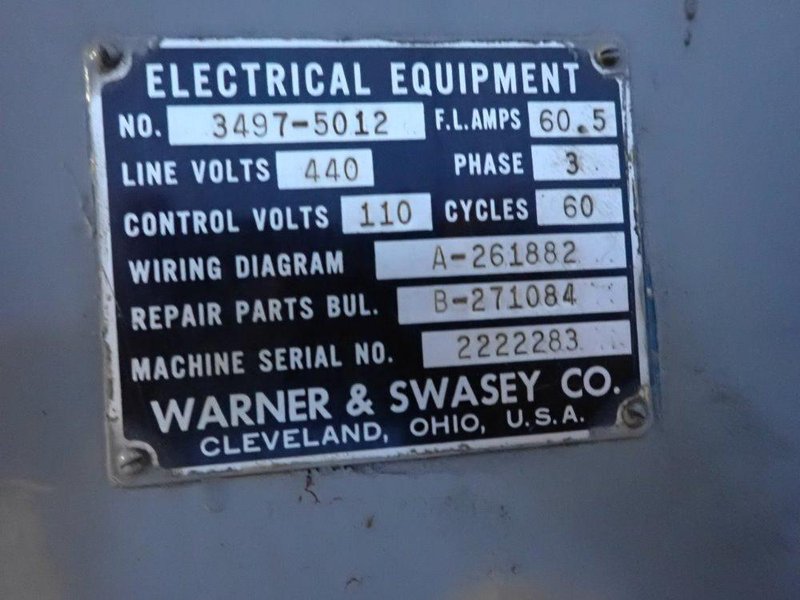 ELECTRICAL EQUIPMENT
NO. 3497-5012 F.L.AMPS 60.5
LINE VOLTS 440 PHASE 3
CONTROL VOLTS 110 CYCLES 60
WIRING DIAGRAM A-261882
REPAIR PARTS BUL. B-271084
MACHINE SERIAL NO. 2222283
WARNER & SWASEY CO.
CLEVELAND, OHIO, U.S.A.